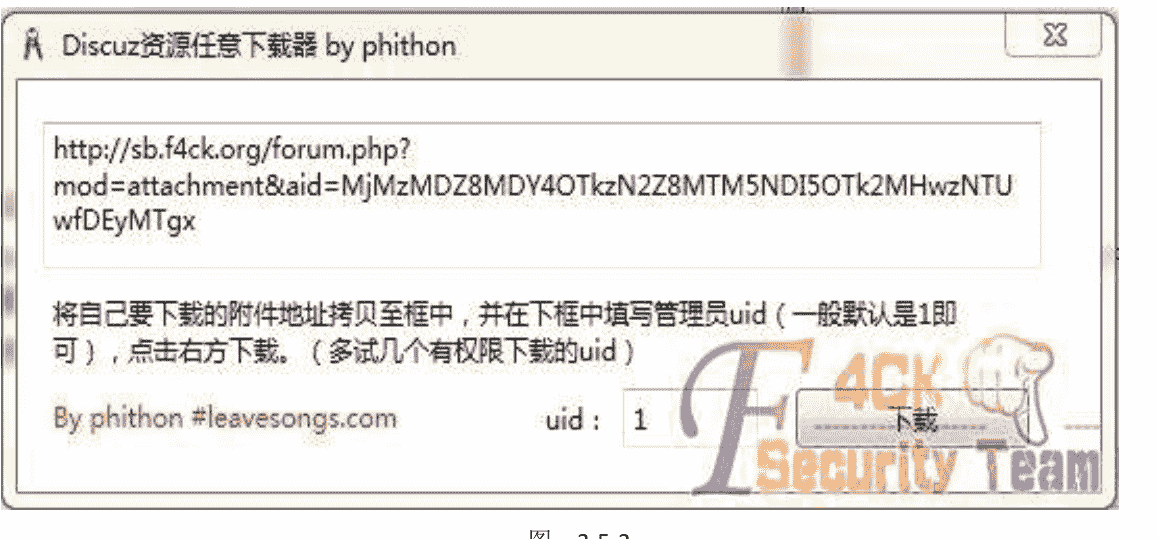 Discuz资源任意下载器 by phithon
http://sb.f4ck.org/forum.php?
mod=attachment&aid=MjMzMDZ8MDY4OTkzN2Z8MTM5NDI5OTk2MHwzNTU
wfDEyMTgx
将自己要下载的附件地址拷贝至框中，并在下框中填写管理员uid（一般默认是1即
可），点击右方下载。（多试几个有权限下载的uid）
By phithon #leavesongs.com
uid： 1
下载
F4CK
Security Team